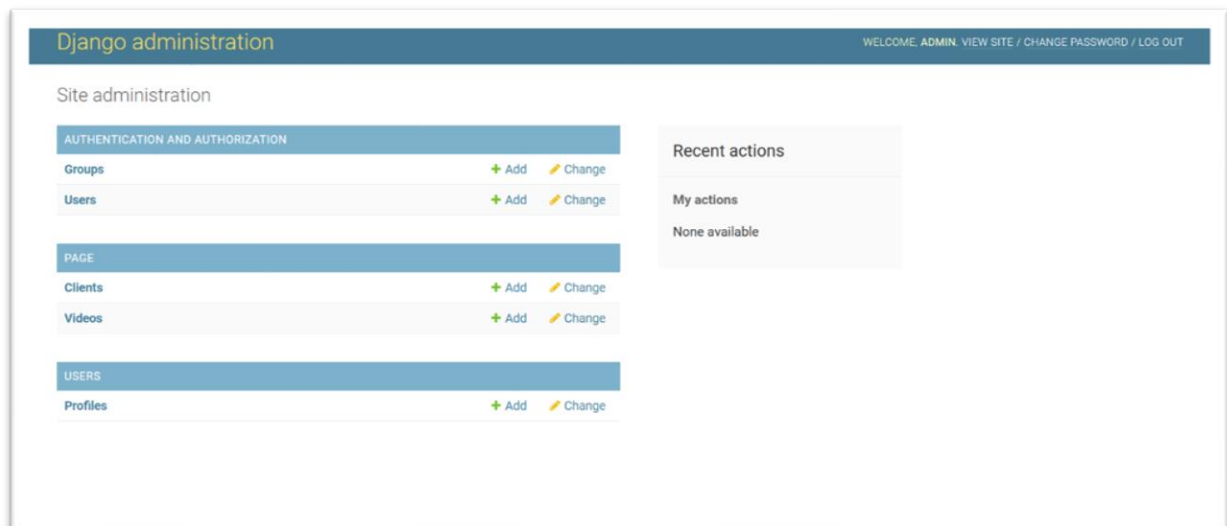 Django administration
WELCOME, ADMIN. VIEW SITE / CHANGE PASSWORD / LOG OUT
Site administration
AUTHENTICATION AND AUTHORIZATION
Groups + Add Change
Users + Add Change
PAGE
Clients + Add Change
Videos + Add Change
USERS
Profiles + Add Change
Recent actions
My actions
None available